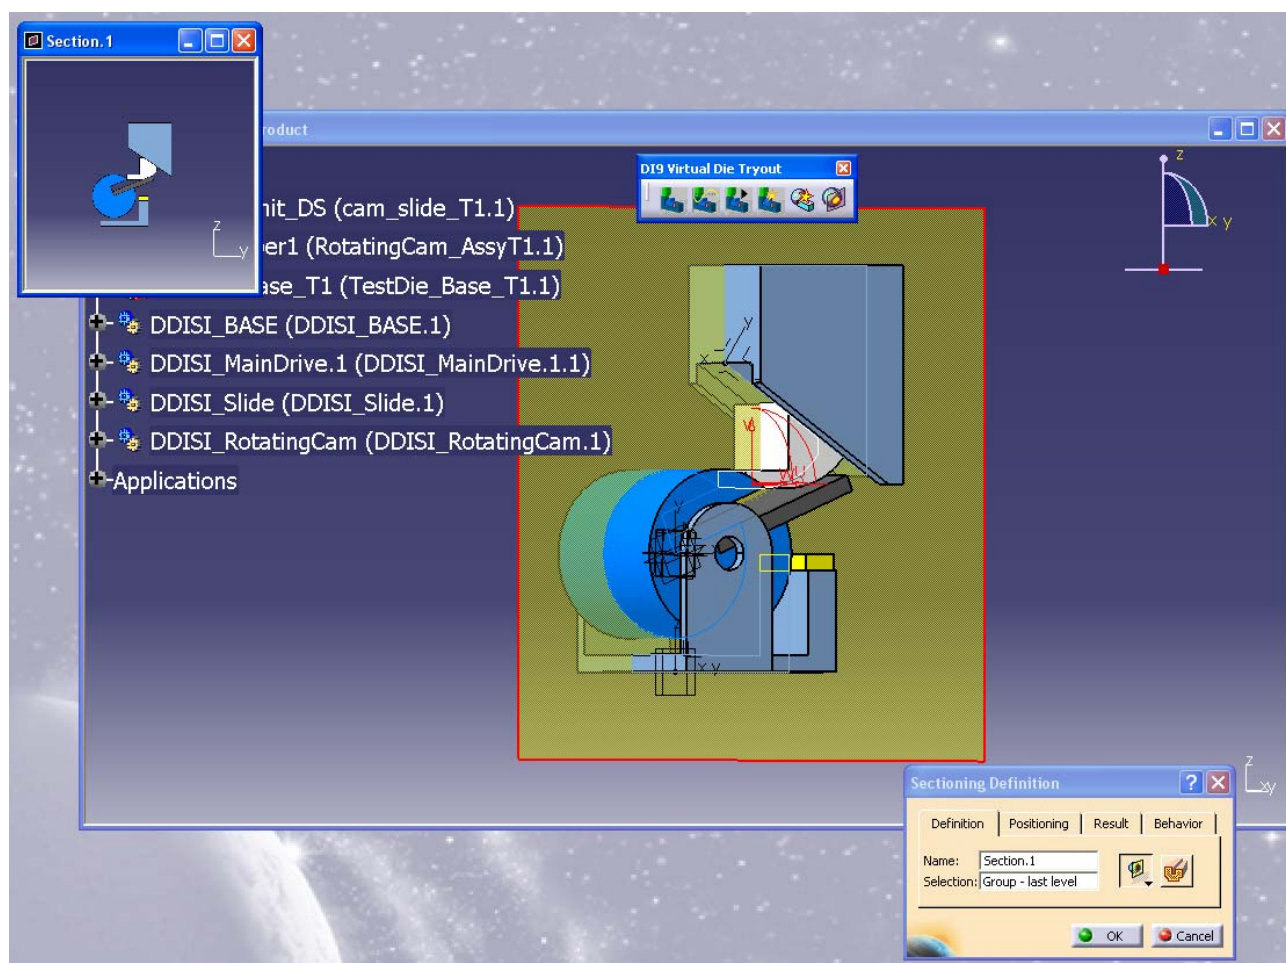 Section.1
roduct
DI9 Virtual Die Tryout
z
x y
nit_DS (cam_slide_T1.1)
er1 (RotatingCam_AssyT1.1)
ase_T1 (TestDie_Base_T1.1)
DDISI_BASE (DDISI_BASE.1)
DDISI_MainDrive.1 (DDISI_MainDrive.1.1)
DDISI_Slide (DDISI_Slide.1)
DDISI_RotatingCam (DDISI_RotatingCam.1)
Applications
z
y
y
x
x y
z
xy
Sectioning Definition
Definition Positioning Result Behavior
Name: Section.1
Selection: Group - last level
OK Cancel